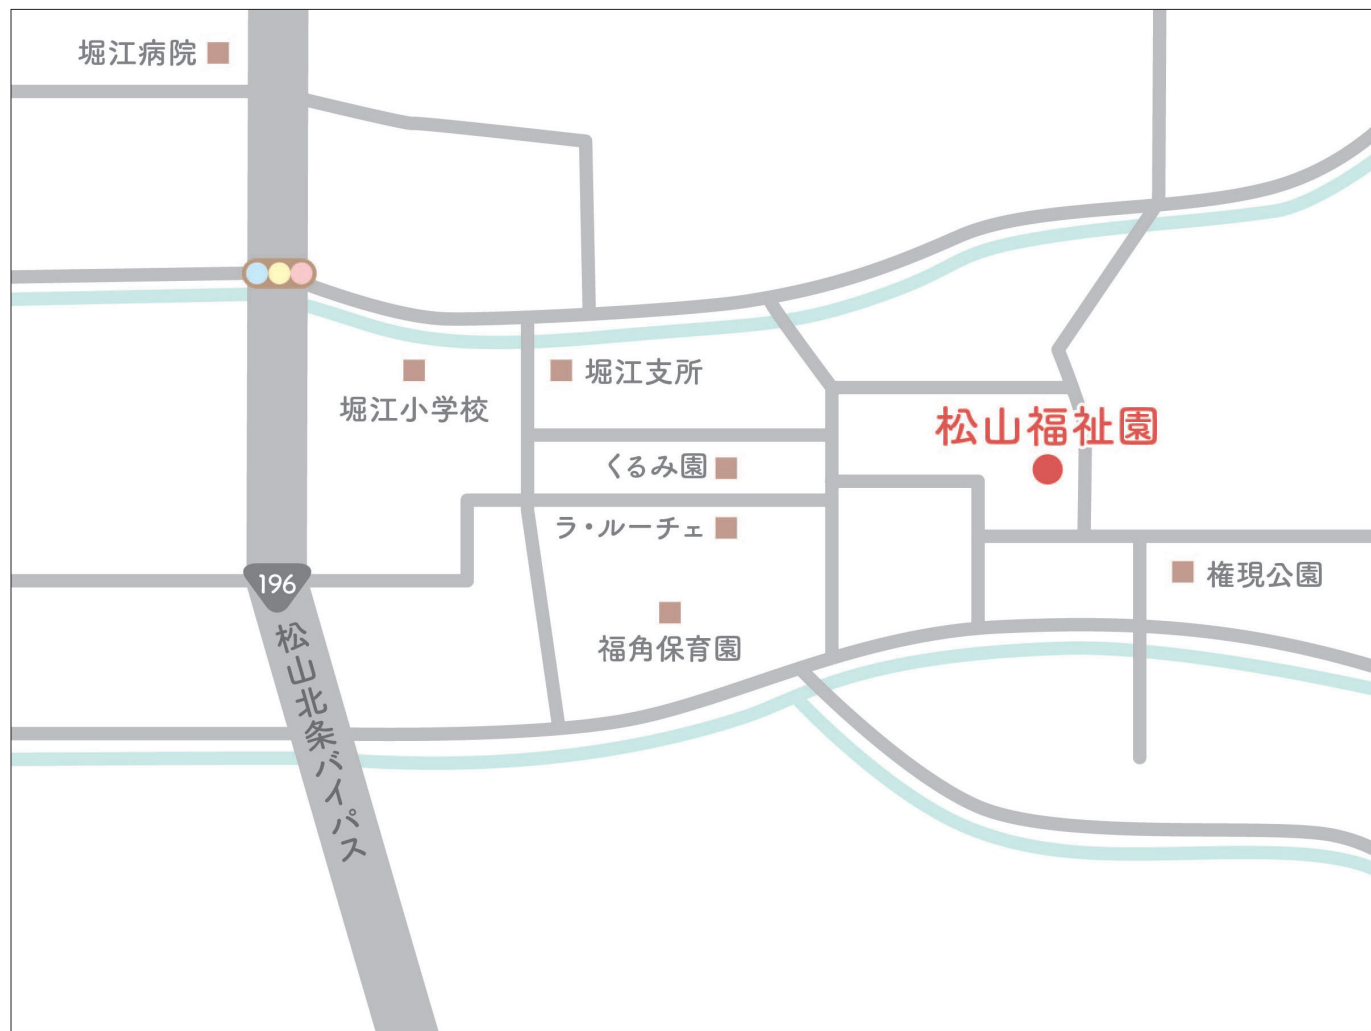 堀江病院
堀江支所
堀江小学校
松山福祉園
くるみ園
ラ・ルーチェ
権現公園
196
福角保育園
松山北条バイパス